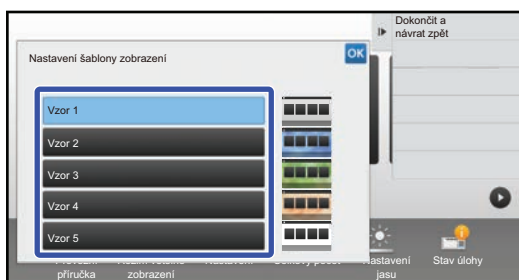 Dokončit a
návrat zpět
Nastavení šablony zobrazení
OK
Vzor 1
Vzor 2
Vzor 3
Vzor 4
Vzor 5
Nastavení
Stav úlohy
příručka
zobrazení
jasu